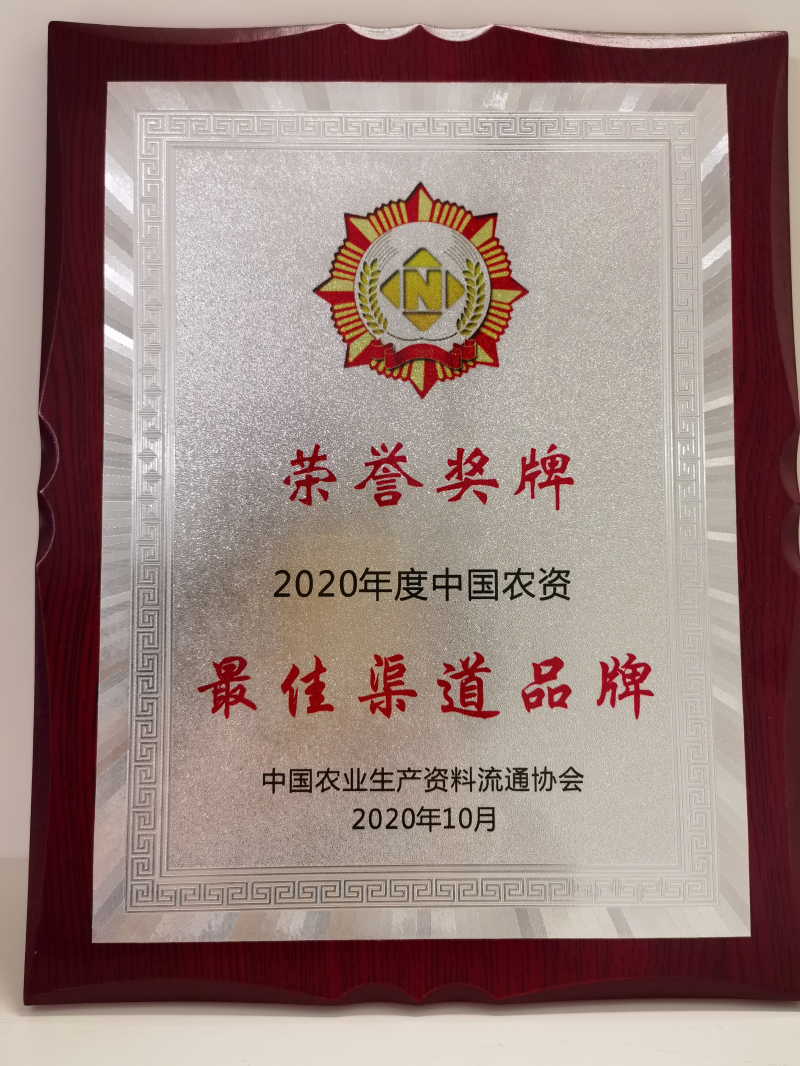 N
荣誉奖牌
2020年度中国农资
最佳渠道品牌
中国农业生产资料流通协会
2020年10月